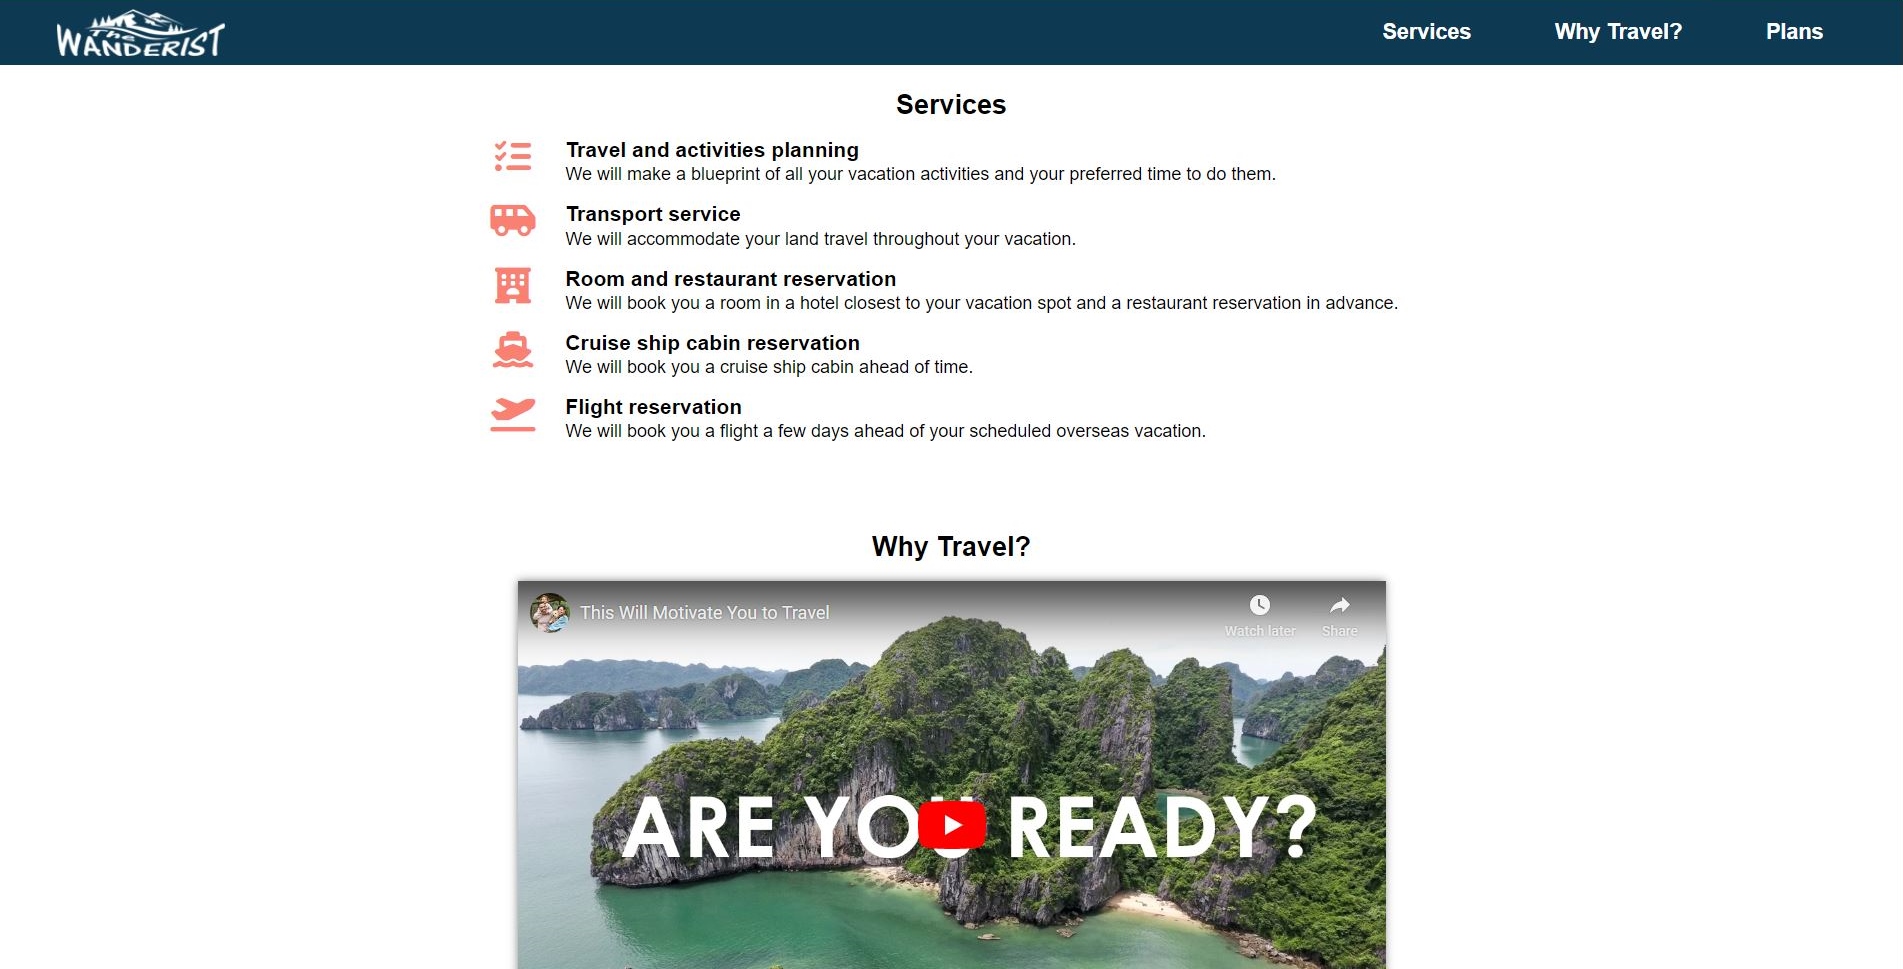 The
WANDERIST
Services
Why Travel?
Plans
Services
Travel and activities planning
We will make a blueprint of all your vacation activities and your preferred time to do them.
Transport service
We will accommodate your land travel throughout your vacation.
Room and restaurant reservation
We will book you a room in a hotel closest to your vacation spot and a restaurant reservation in advance.
Cruise ship cabin reservation
We will book you a cruise ship cabin ahead of time.
Flight reservation
We will book you a flight a few days ahead of your scheduled overseas vacation.
Why Travel?
This Will Motivate You to Travel
Watch later
Share
ARE YOU READY?